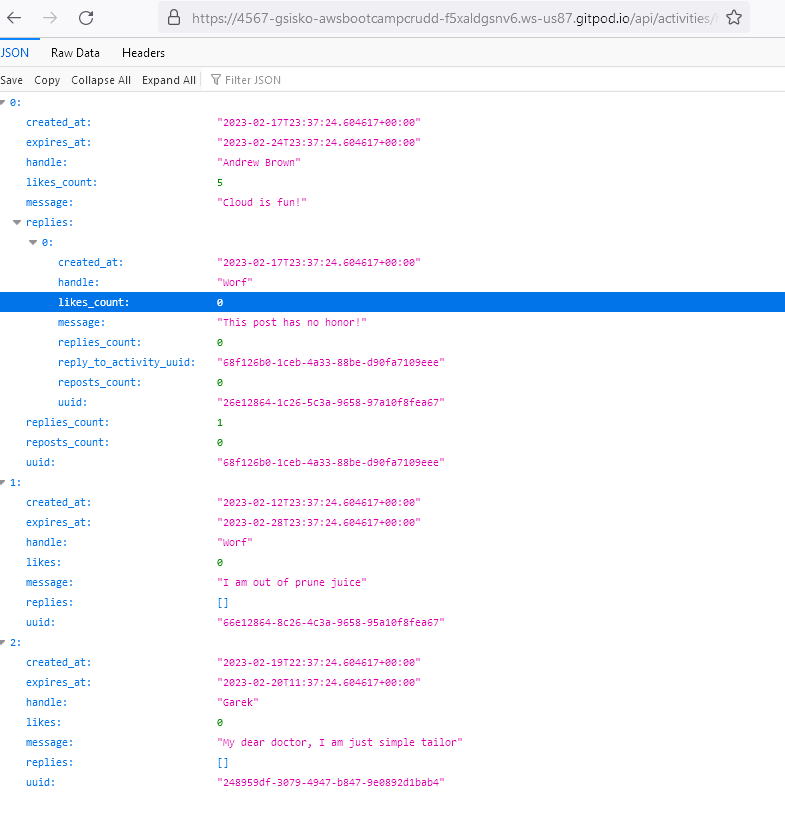 https://4567-gsisko-awsbootcampcrudd-f5xaldgsnv6.ws-us87.gitpod.io/api/activities/
JSON Raw Data Headers
Save Copy Collapse All Expand All Filter JSON
0:
created_at: "2023-02-17T23:37:24.604617+00:00"
expires_at: "2023-02-24T23:37:24.604617+00:00"
handle: "Andrew Brown"
likes_count: 5
message: "Cloud is fun!"
replies:
0:
created_at: "2023-02-17T23:37:24.604617+00:00"
handle: "Worf"
likes_count: 0
message: "This post has no honor!"
replies_count: 0
reply_to_activity_uuid: "68f126b0-1ceb-4a33-88be-d90fa7109eee"
reposts_count: 0
uuid: "26e12864-1c26-5c3a-9658-97a10f8fea67"
replies_count: 1
reposts_count: 0
uuid: "68f126b0-1ceb-4a33-88be-d90fa7109eee"
1:
created_at: "2023-02-12T23:37:24.604617+00:00"
expires_at: "2023-02-28T23:37:24.604617+00:00"
handle: "Worf"
likes: 0
message: "I am out of prune juice"
replies: []
uuid: "66e12864-8c26-4c3a-9658-95a10f8fea67"
2:
created_at: "2023-02-19T22:37:24.604617+00:00"
expires_at: "2023-02-20T11:37:24.604617+00:00"
handle: "Garek"
likes: 0
message: "My dear doctor, I am just simple tailor"
replies: []
uuid: "248959df-3079-4947-b847-9e0892d1bab4"